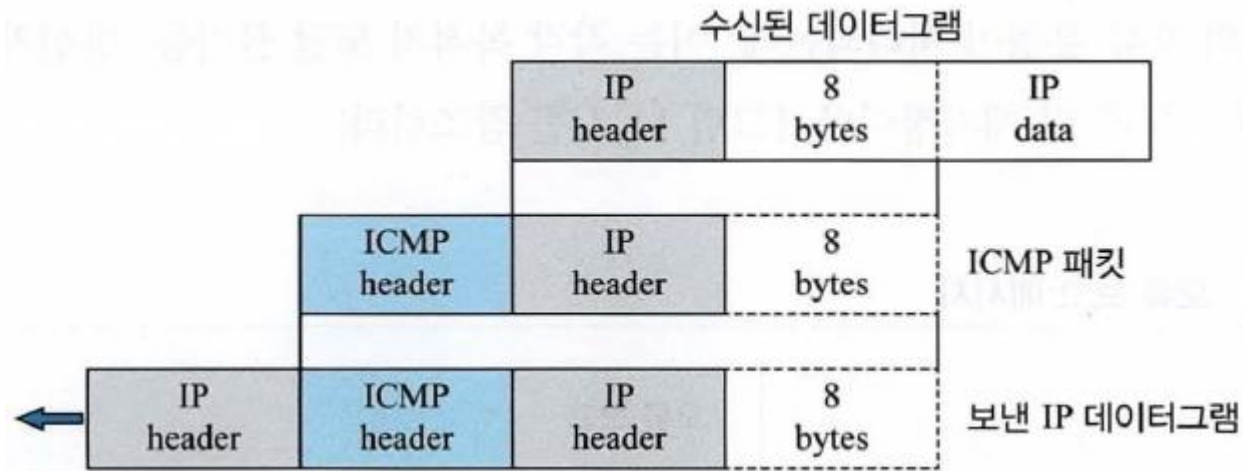 수신된 데이터그램
IP header
8 bytes
IP data
ICMP header
IP header
8 bytes
ICMP 패킷
IP header
ICMP header
IP header
8 bytes
보낸 IP 데이터그램